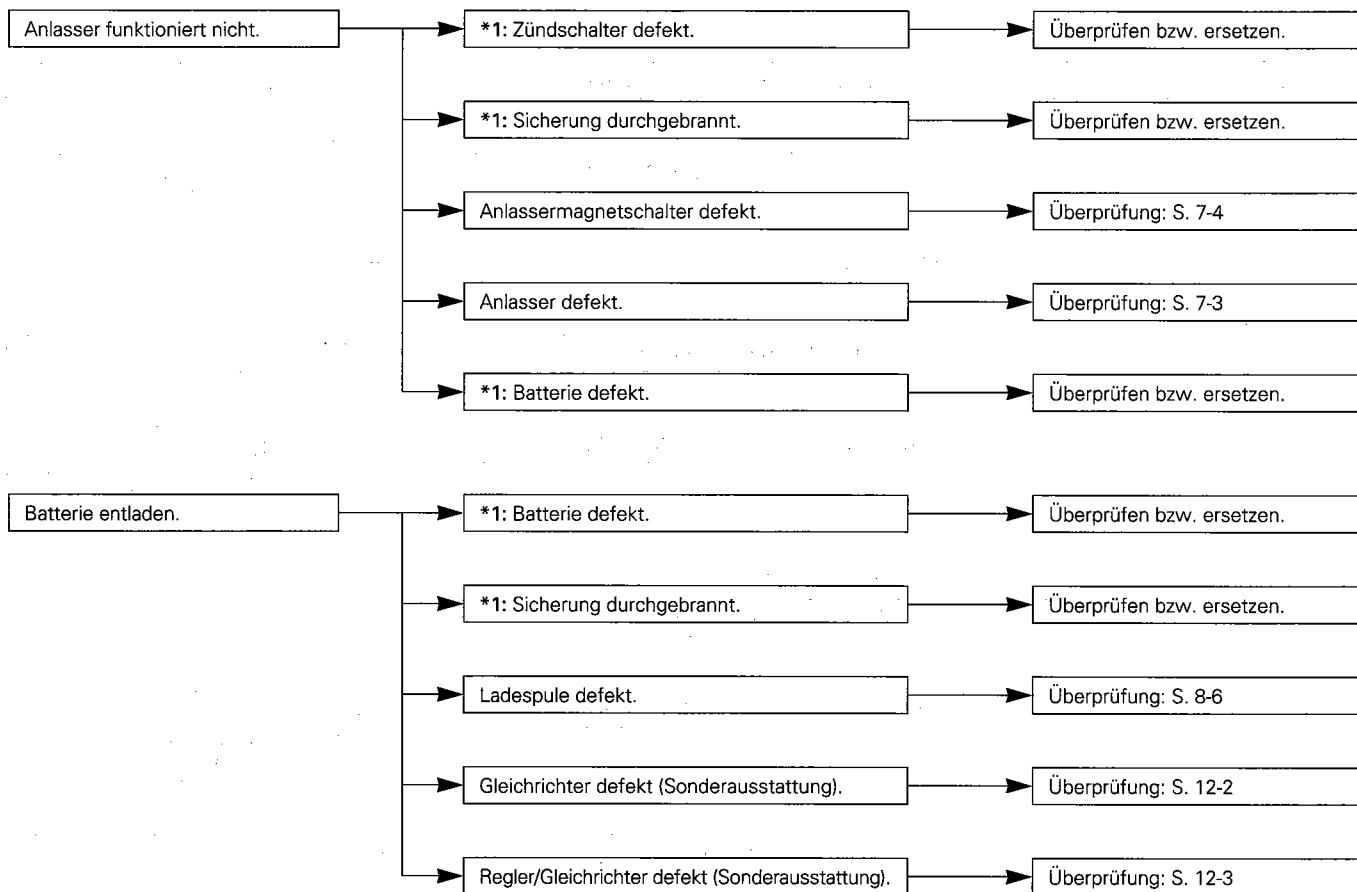 Anlasser funktioniert nicht. *1: Zündschalter defekt. Überprüfen bzw. ersetzen.
*1: Sicherung durchgebrannt. Überprüfen bzw. ersetzen.
Anlassermagnetschalter defekt. Überprüfung: S. 7-4
Anlasser defekt. Überprüfung: S. 7-3
*1: Batterie defekt. Überprüfen bzw. ersetzen.
Batterie entladen. *1: Batterie defekt. Überprüfen bzw. ersetzen.
*1: Sicherung durchgebrannt. Überprüfen bzw. ersetzen.
Ladespule defekt. Überprüfung: S. 8-6
Gleichrichter defekt (Sonderausstattung). Überprüfung: S. 12-2
Regler/Gleichrichter defekt (Sonderausstattung). Überprüfung: S. 12-3